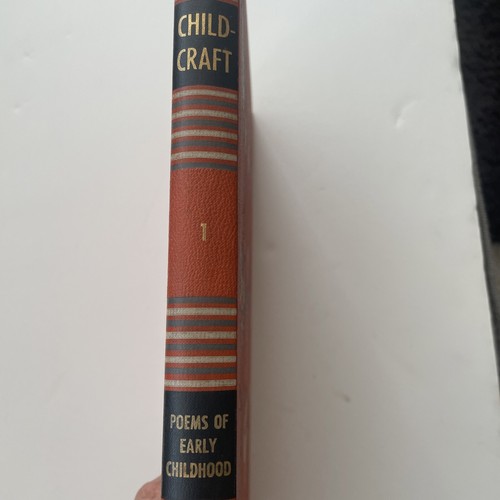 CHILD-
CRAFT
1
POEMS OF
EARLY
CHILDHOOD